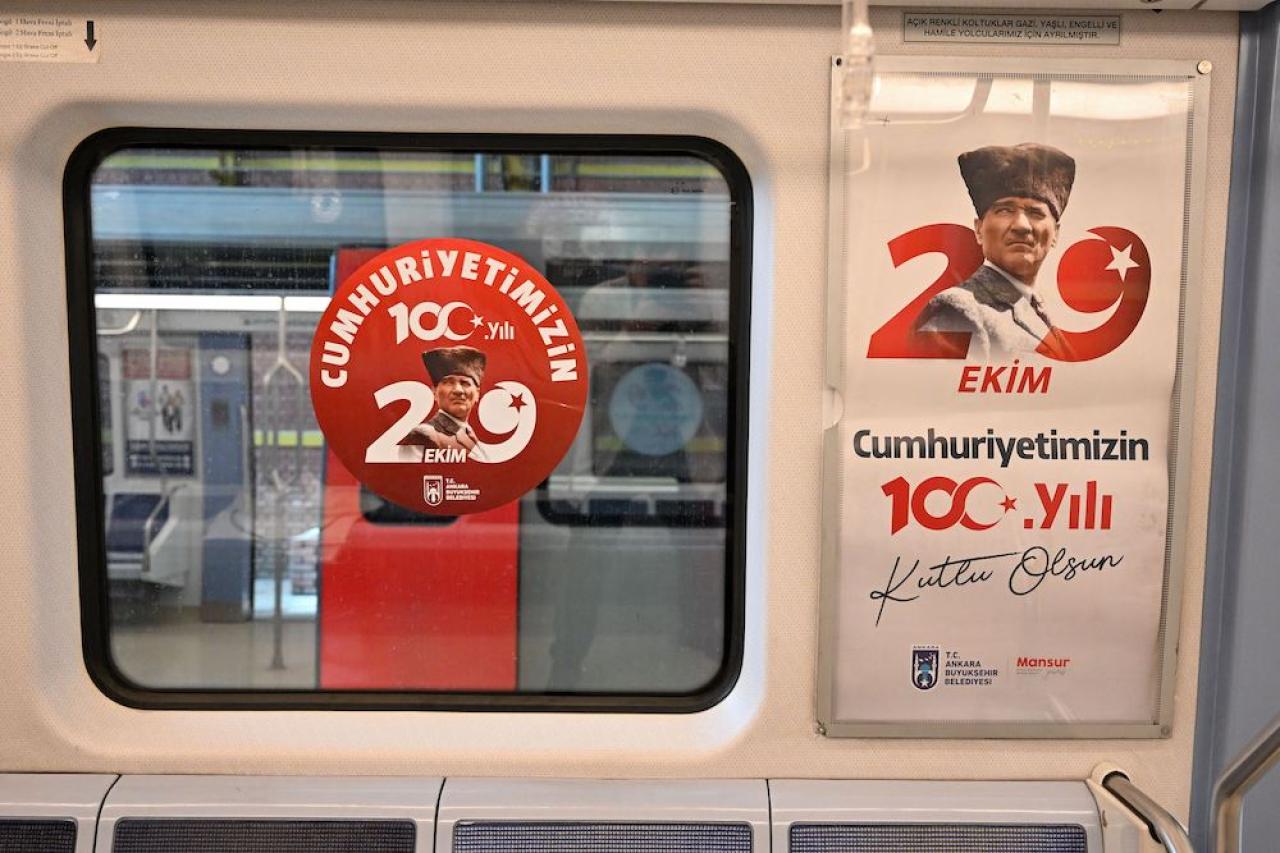 AÇIK RENKLİ KOLTUKLAR GAZİ, YAŞLI, ENGELLİ VE
HAMİLE YOLCULARIMIZ İÇİN AYRILMIŞTIR.
CUMHURİYETİMİZİN
100.yılı
29
EKİM
T.C.
ANKARA
BÜYÜKŞEHİR
BELEDİYESİ
29
EKİM
Cumhuriyetimizin
100.Yılı
Kutlu Olsun
T.C.
ANKARA
BÜYÜKŞEHİR
BELEDİYESİ
Mansur